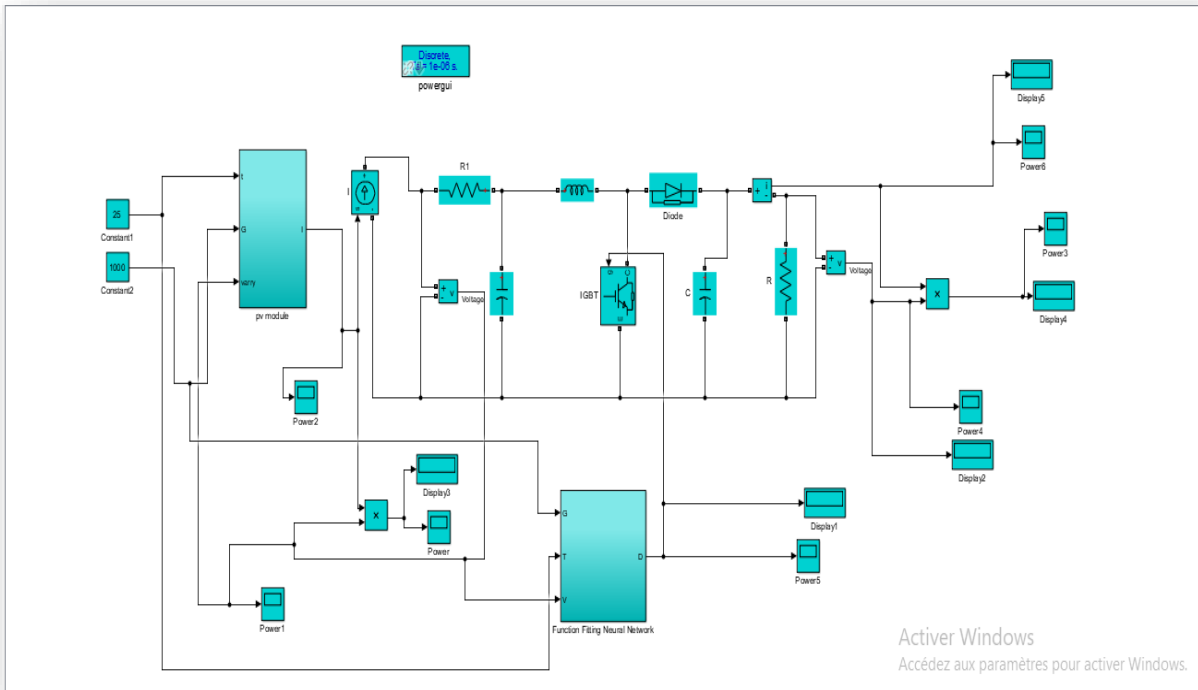 Discrete,
= 1e-06 s.
powergui
Display5
Power6
R1
Diode
i
+
-
t
G
varry
I
pv module
25
Constant1
1000
Constant2
I
+
-
v
Voltage
g
C
E
IGBT
C
R
+
-
v
Voltage
×
Power3
Display4
Power2
Power4
Display2
×
Display3
Power
G
T
V
D
Function Fitting Neural Network
Display1
Power5
Power1
Activer Windows
Accédez aux paramètres pour activer Windows.